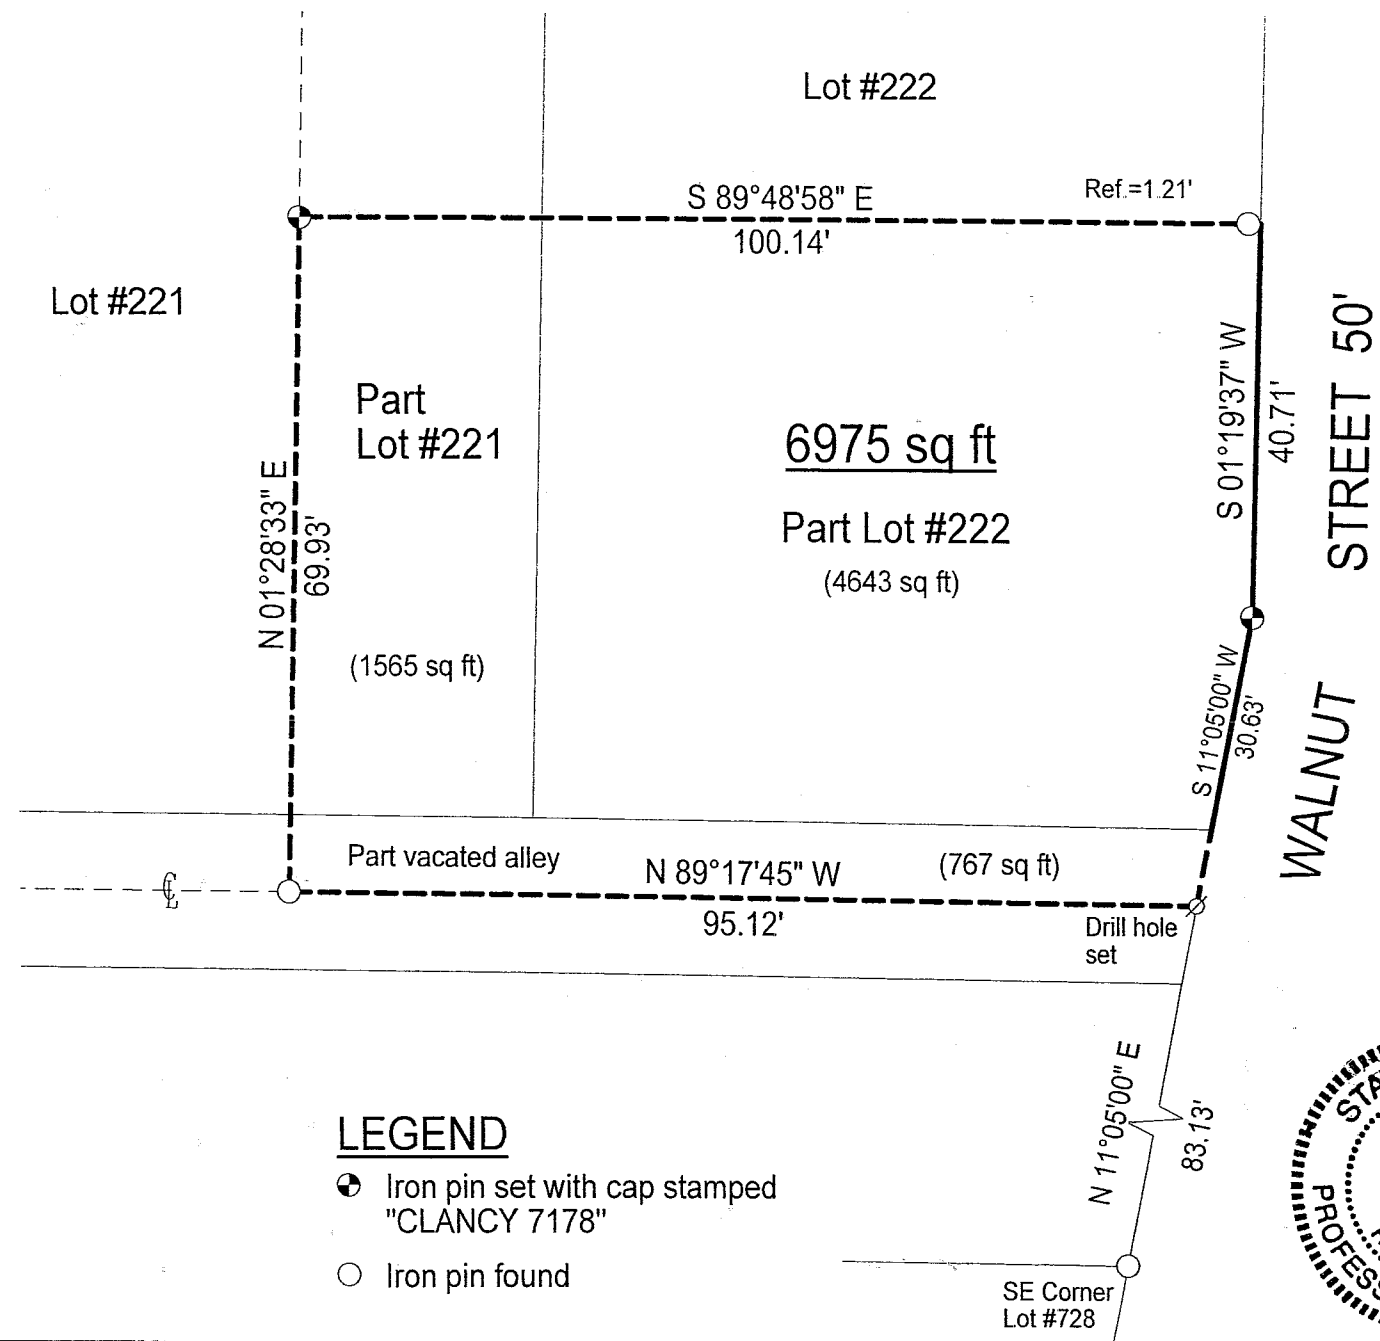 Lot #222
S 89°48'58" E
Ref.=1.21'
100.14'
Lot #221
Part
Lot #221
6975 sq ft
Part Lot #222
(4643 sq ft)
N 01°28'33" E
69.93'
(1565 sq ft)
S 01°19'37" W
40.71'
STREET 50'
WALNUT
S 11°05'00" W
30.63'
Part vacated alley
N 89°17'45" W
(767 sq ft)
95.12'
Drill hole
set
N 11°05'00" E
83.13'
LEGEND
Iron pin set with cap stamped
"CLANCY 7178"
Iron pin found
SE Corner
Lot #728